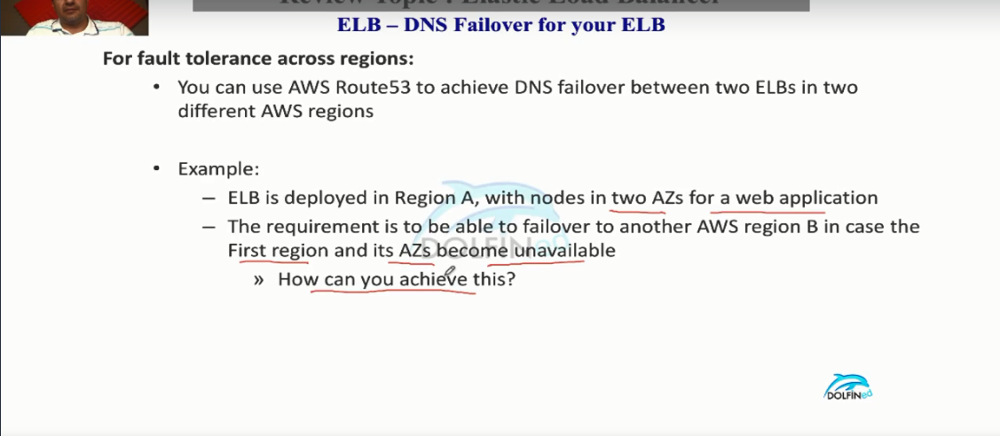 Review Topic : Elastic Load Balancer
ELB – DNS Failover for your ELB
For fault tolerance across regions:
• You can use AWS Route53 to achieve DNS failover between two ELBs in two
different AWS regions
• Example:
– ELB is deployed in Region A, with nodes in two AZs for a web application
– The requirement is to be able to failover to another AWS region B in case the
First region and its AZs become unavailable
» How can you achieve this?
DOLFINed
DOLFINed